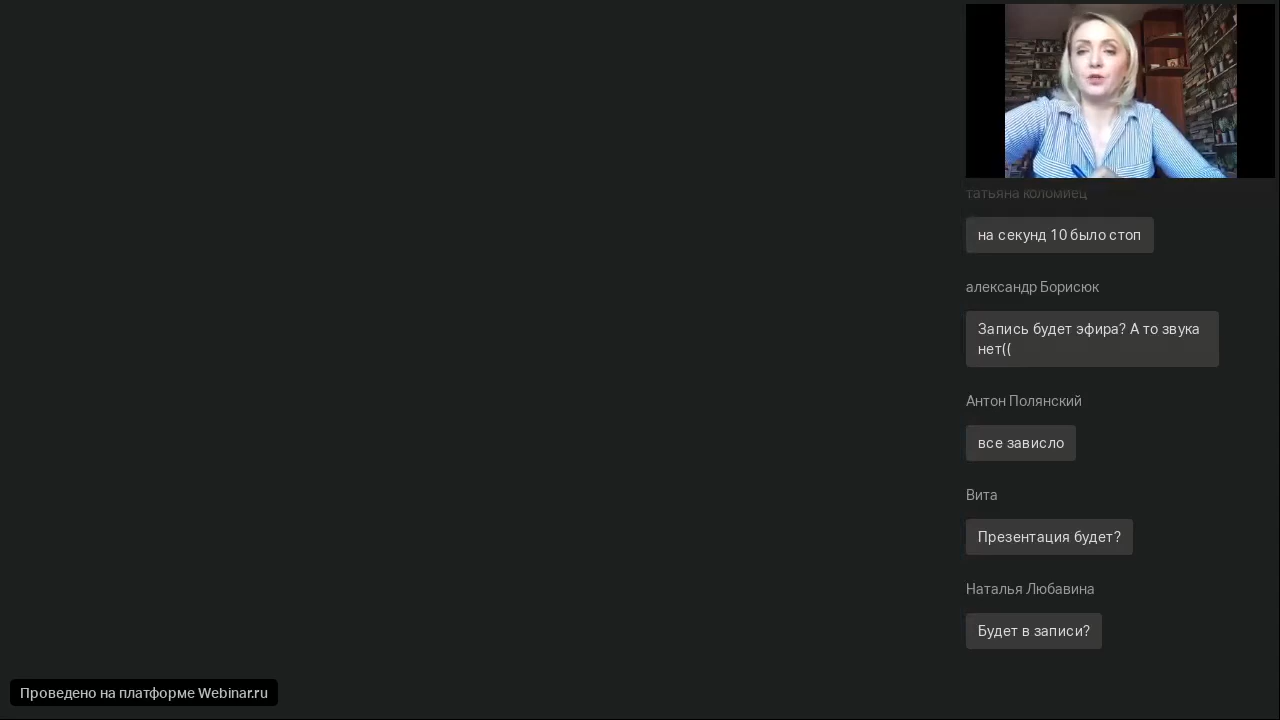 татьяна коломиец
на секунд 10 было стоп
александр Борисюк
Запись будет эфира? А то звука
нет((
Антон Полянский
все зависло
Вита
Презентация будет?
Наталья Любавина
Будет в записи?
Проведено на платформе Webinar.ru